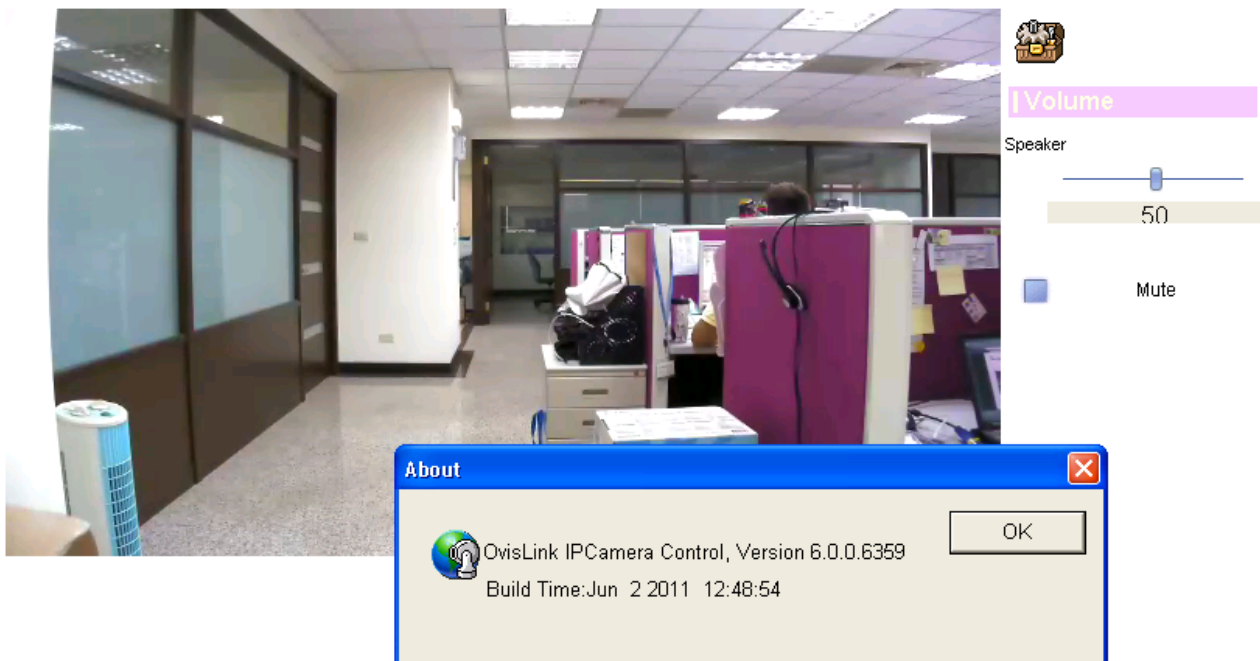 Volume
Speaker
50
Mute
About
OK
OvisLink IPCamera Control, Version 6.0.0.6359
Build Time:Jun  2 2011  12:48:54